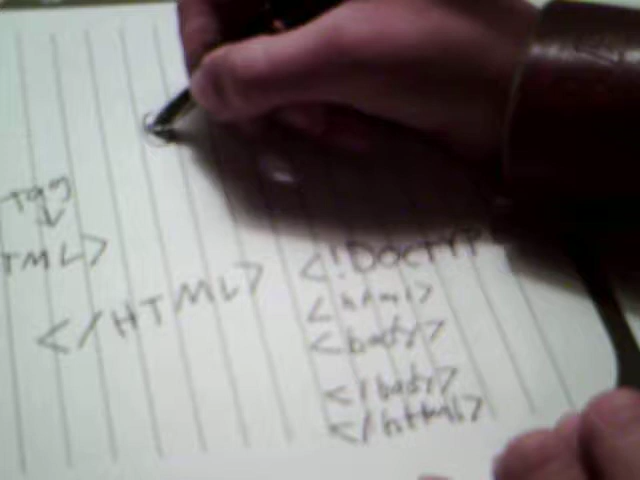 Tag
TML>
</HTML>
<!DOCTYP
<html>
<body>
</body>
</html>